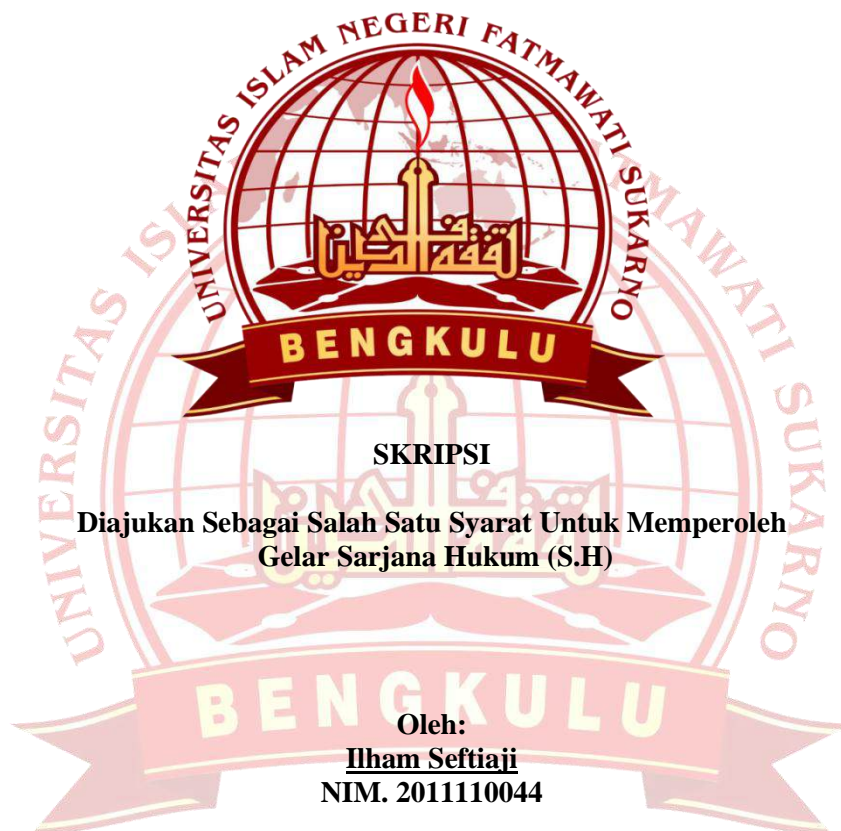 UNIVERSITAS ISLAM NEGERI FATMAWATI SUKARNO
BENGKULU
SKRIPSI
Diajukan Sebagai Salah Satu Syarat Untuk Memperoleh
Gelar Sarjana Hukum (S.H)
Oleh:
Ilham Seftiaji
NIM. 2011110044